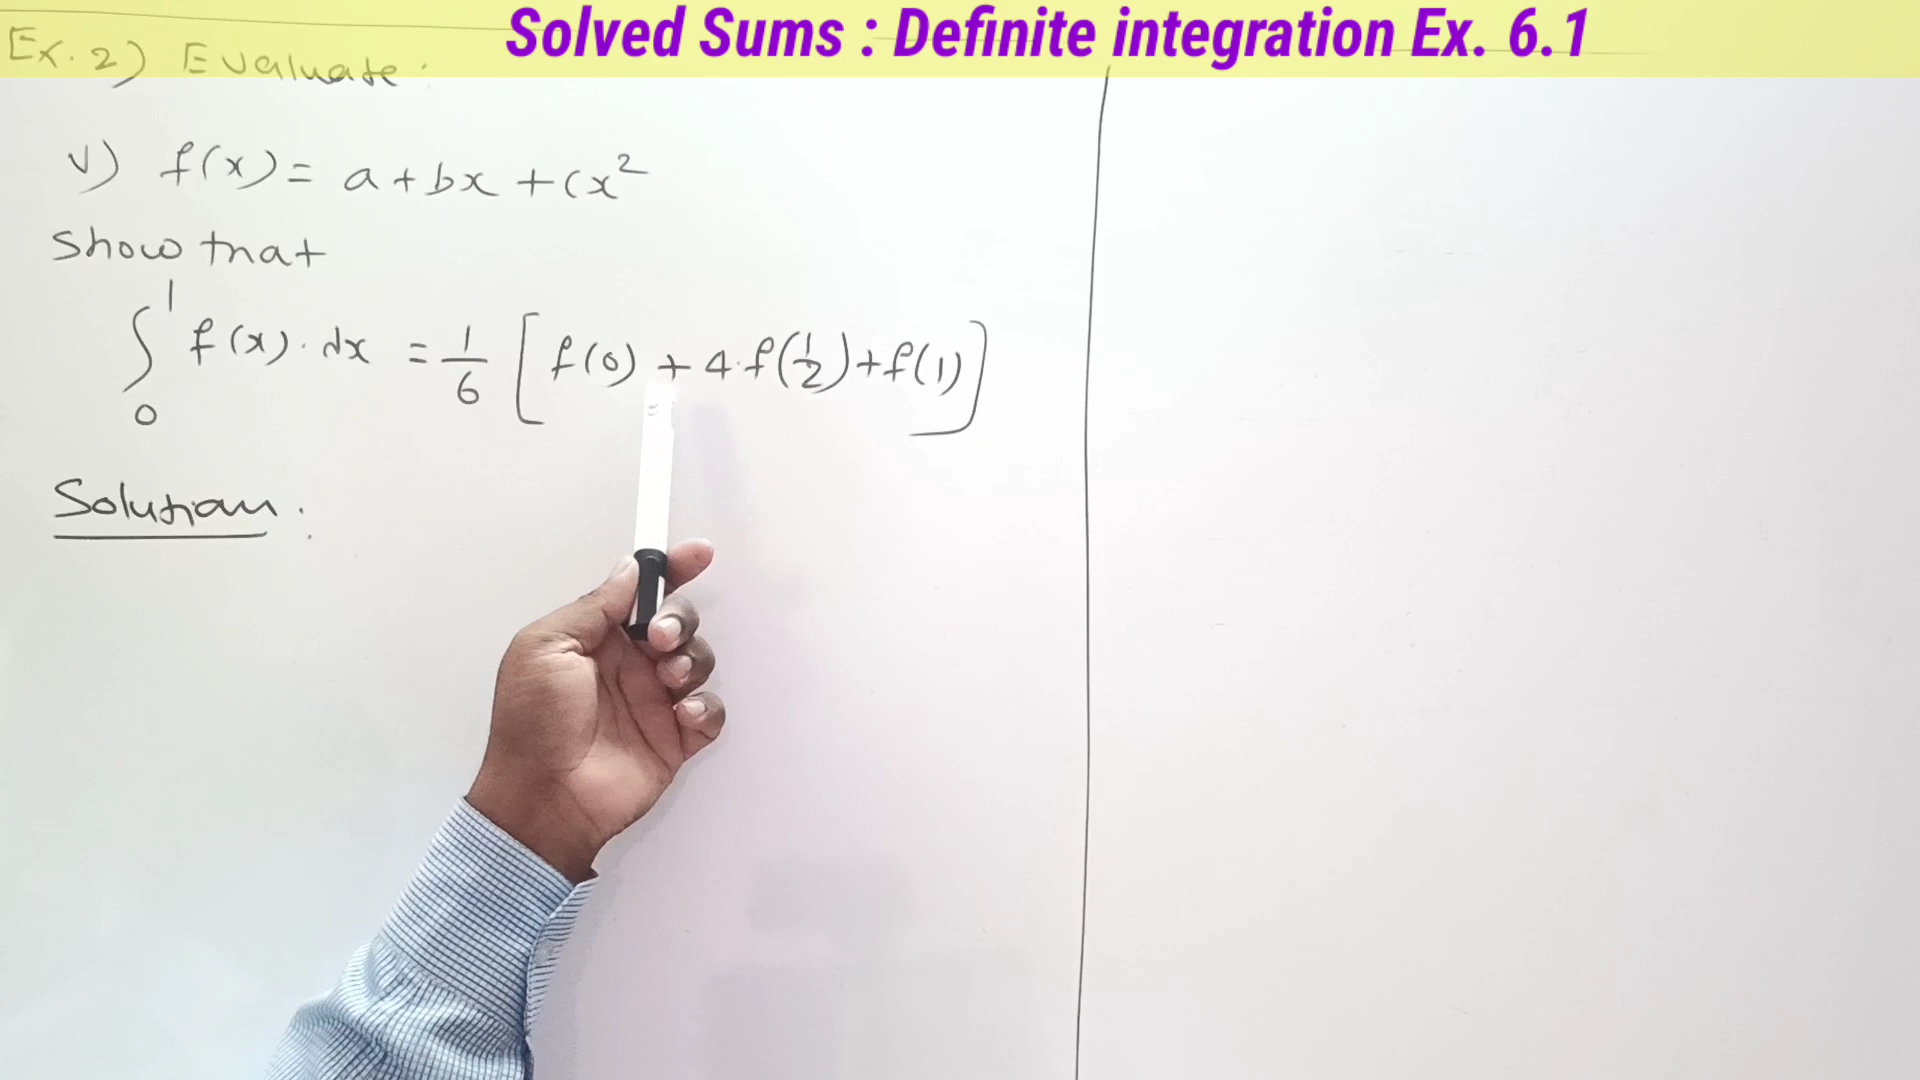 Solved Sums : Definite integration Ex. 6.1
Ex. 2) Evaluate :
v) f(x) = a + bx + cx²
Show that
∫₀¹ f(x) · dx = 1/6 [ f(0) + 4·f(1/2) + f(1) ]
Solution :